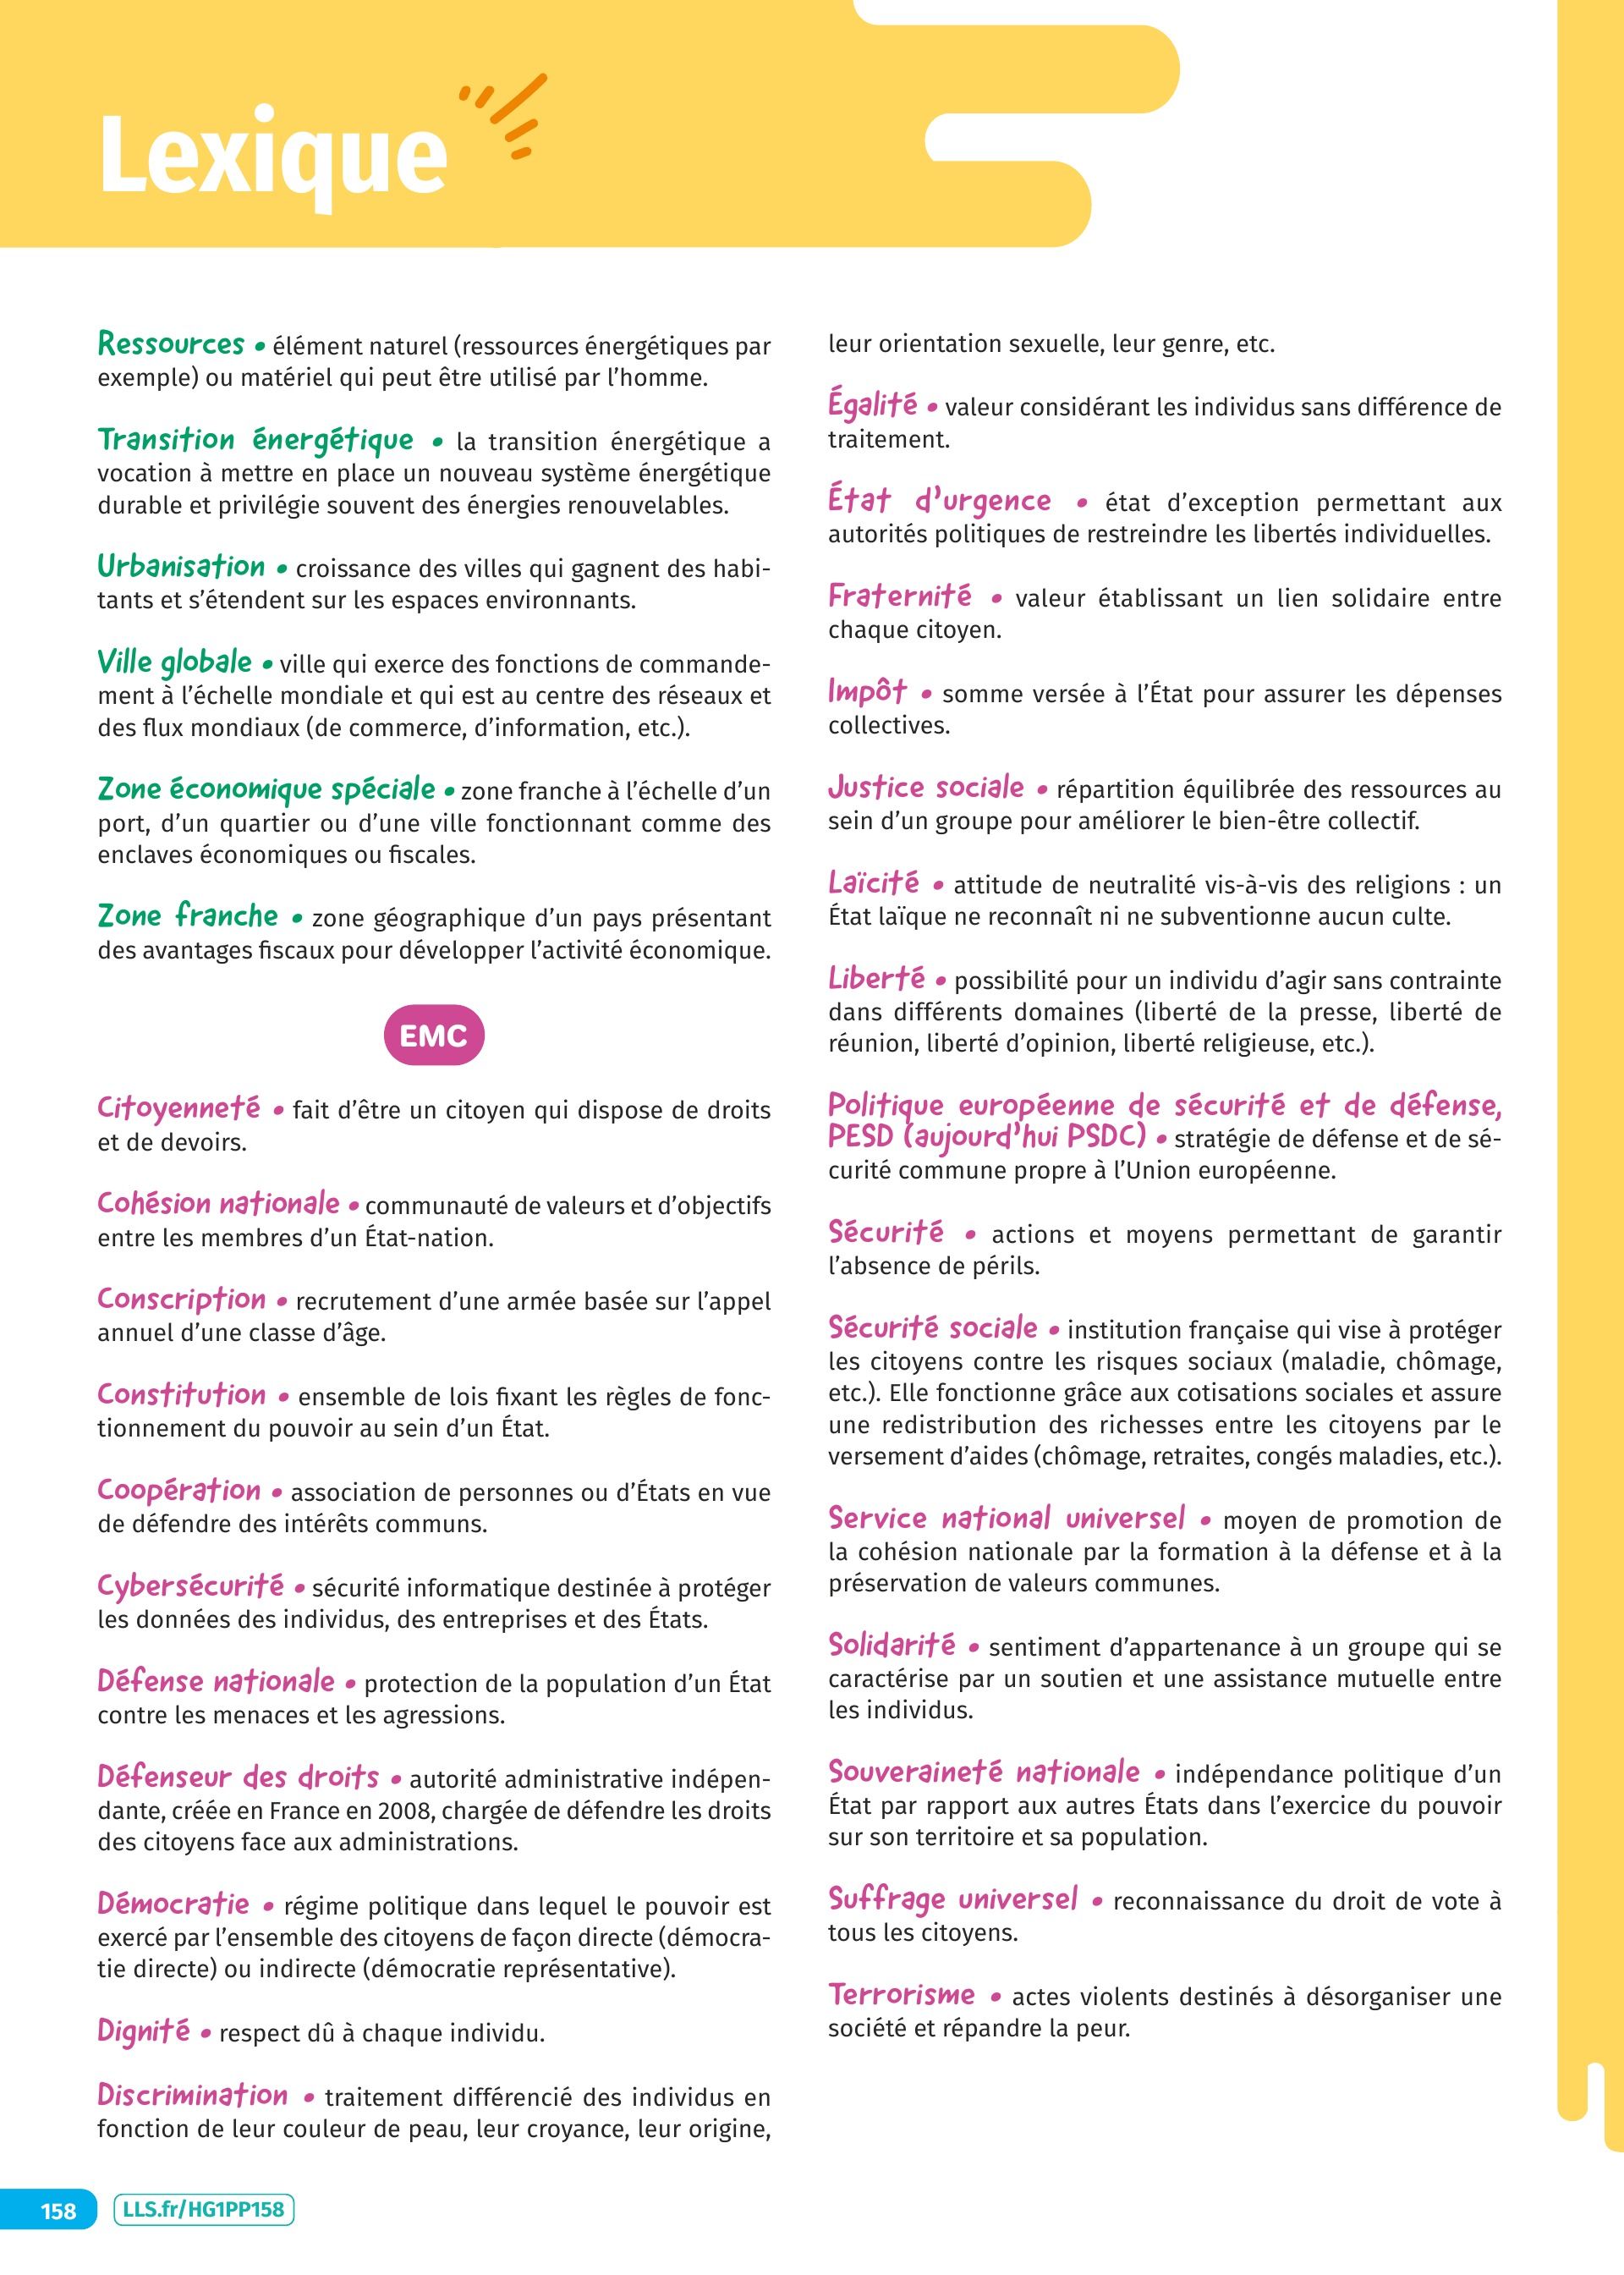 Lexique
Ressources • élément naturel (ressources énergétiques par
exemple) ou matériel qui peut être utilisé par l’homme.
Transition énergétique • la transition énergétique a
vocation à mettre en place un nouveau système énergétique
durable et privilégie souvent des énergies renouvelables.
Urbanisation • croissance des villes qui gagnent des habi-
tants et s’étendent sur les espaces environnants.
Ville globale • ville qui exerce des fonctions de commande-
ment à l’échelle mondiale et qui est au centre des réseaux et
des flux mondiaux (de commerce, d’information, etc.).
Zone économique spéciale • zone franche à l’échelle d’un
port, d’un quartier ou d’une ville fonctionnant comme des
enclaves économiques ou fiscales.
Zone franche • zone géographique d’un pays présentant
des avantages fiscaux pour développer l’activité économique.
EMC
Citoyenneté • fait d’être un citoyen qui dispose de droits
et de devoirs.
Cohésion nationale • communauté de valeurs et d’objectifs
entre les membres d’un État-nation.
Conscription • recrutement d’une armée basée sur l’appel
annuel d’une classe d’âge.
Constitution • ensemble de lois fixant les règles de fonc-
tionnement du pouvoir au sein d’un État.
Coopération • association de personnes ou d’États en vue
de défendre des intérêts communs.
Cybersécurité • sécurité informatique destinée à protéger
les données des individus, des entreprises et des États.
Défense nationale • protection de la population d’un État
contre les menaces et les agressions.
Défenseur des droits • autorité administrative indépen-
dante, créée en France en 2008, chargée de défendre les droits
des citoyens face aux administrations.
Démocratie • régime politique dans lequel le pouvoir est
exercé par l’ensemble des citoyens de façon directe (démocra-
tie directe) ou indirecte (démocratie représentative).
Dignité • respect dû à chaque individu.
Discrimination • traitement différencié des individus en
fonction de leur couleur de peau, leur croyance, leur origine,
leur orientation sexuelle, leur genre, etc.
Égalité • valeur considérant les individus sans différence de
traitement.
État d’urgence • état d’exception permettant aux
autorités politiques de restreindre les libertés individuelles.
Fraternité • valeur établissant un lien solidaire entre
chaque citoyen.
Impôt • somme versée à l’État pour assurer les dépenses
collectives.
Justice sociale • répartition équilibrée des ressources au
sein d’un groupe pour améliorer le bien-être collectif.
Laïcité • attitude de neutralité vis-à-vis des religions : un
État laïque ne reconnaît ni ne subventionne aucun culte.
Liberté • possibilité pour un individu d’agir sans contrainte
dans différents domaines (liberté de la presse, liberté de
réunion, liberté d’opinion, liberté religieuse, etc.).
Politique européenne de sécurité et de défense,
PESD (aujourd’hui PSDC) • stratégie de défense et de sé-
curité commune propre à l’Union européenne.
Sécurité • actions et moyens permettant de garantir
l’absence de périls.
Sécurité sociale • institution française qui vise à protéger
les citoyens contre les risques sociaux (maladie, chômage,
etc.). Elle fonctionne grâce aux cotisations sociales et assure
une redistribution des richesses entre les citoyens par le
versement d’aides (chômage, retraites, congés maladies, etc.).
Service national universel • moyen de promotion de
la cohésion nationale par la formation à la défense et à la
préservation de valeurs communes.
Solidarité • sentiment d’appartenance à un groupe qui se
caractérise par un soutien et une assistance mutuelle entre
les individus.
Souveraineté nationale • indépendance politique d’un
État par rapport aux autres États dans l’exercice du pouvoir
sur son territoire et sa population.
Suffrage universel • reconnaissance du droit de vote à
tous les citoyens.
Terrorisme • actes violents destinés à désorganiser une
société et répandre la peur.
158
LLS.fr/HG1PP158